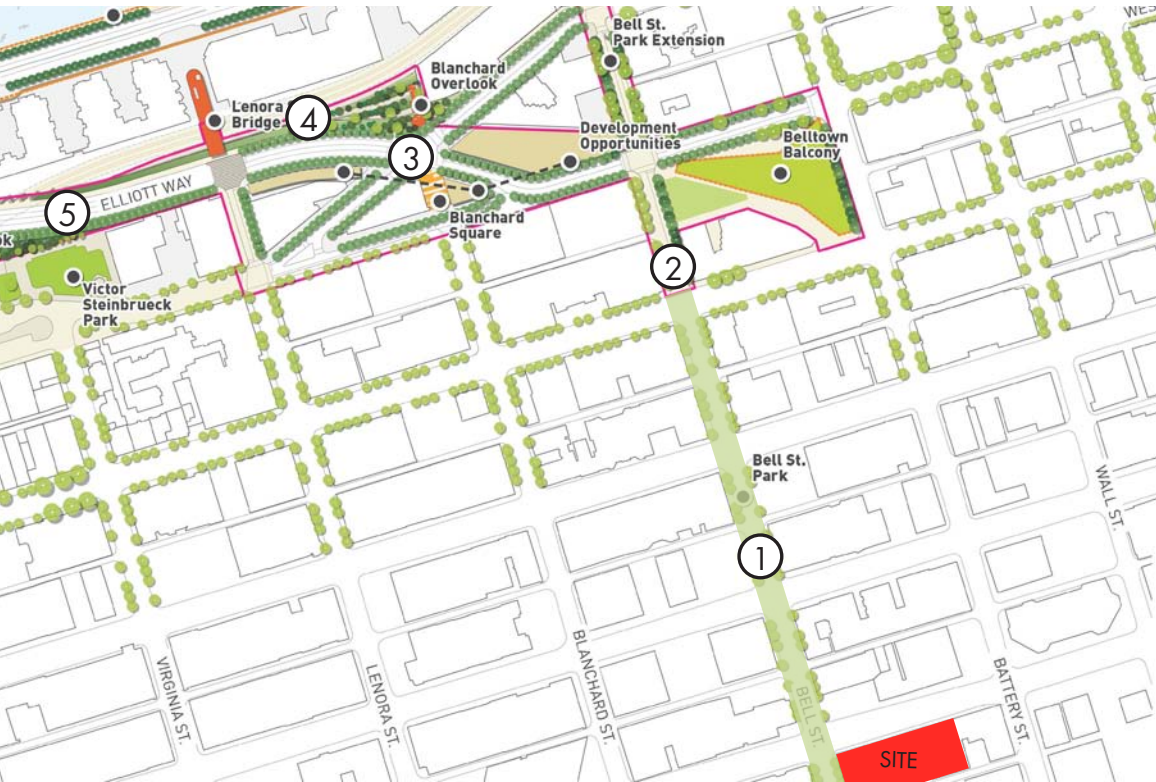 WES
Bell St.
Park Extension
Blanchard
Overlook
Lenora
Bridge
4
Development
Opportunities
Belltown
Balcony
3
ELLIOTT WAY
5
Blanchard
Square
2
Victor
Steinbrueck
Park
Bell St.
Park
WALL ST.
1
VIRGINIA ST.
LENORA ST.
BLANCHARD ST.
BELL ST.
BATTERY ST.
SITE